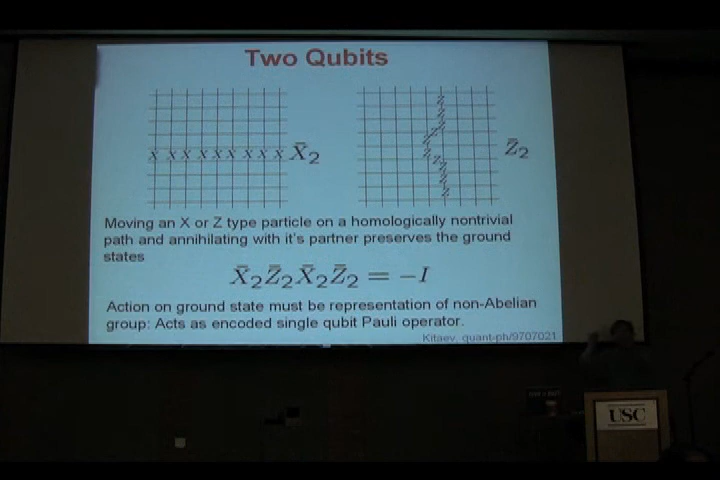 Two Qubits
X X X X X X X X X X̄₂
Z̄₂
Moving an X or Z type particle on a homologically nontrivial
path and annihilating with it's partner preserves the ground
states
X̄₂Z̄₂X̄₂Z̄₂ = −I
Action on ground state must be representation of non-Abelian
group: Acts as encoded single qubit Pauli operator.
Kitaev, quant-ph/9707021
USC